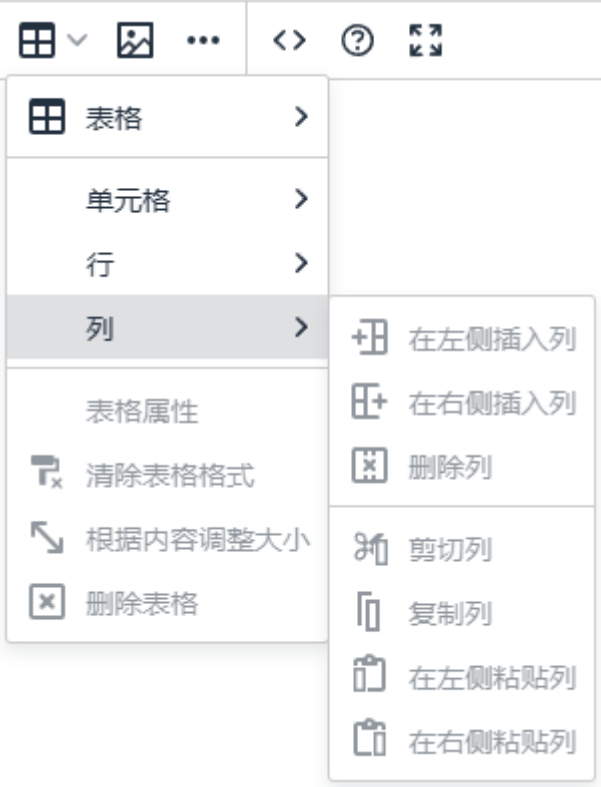 表格
单元格
行
列
表格属性
清除表格格式
根据内容调整大小
删除表格
在左侧插入列
在右侧插入列
删除列
剪切列
复制列
在左侧粘贴列
在右侧粘贴列